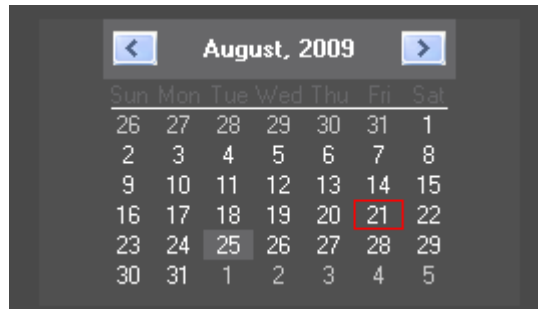 August, 2009
Sun Mon Tue Wed Thu Fri Sat
26 27 28 29 30 31 1
2 3 4 5 6 7 8
9 10 11 12 13 14 15
16 17 18 19 20 21 22
23 24 25 26 27 28 29
30 31 1 2 3 4 5